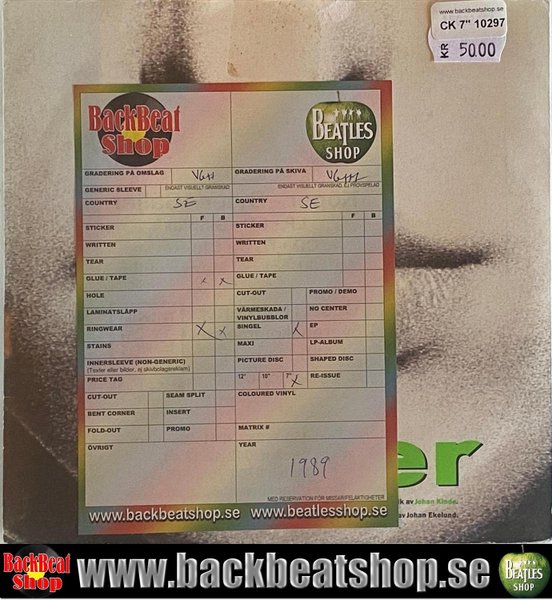 www.backbeatshop.se
CK 7" 10297
KR 50.00
BackBeat
Shop
BEATLES
SHOP
GRADERING PÅ OMSLAG
GRADERING PÅ SKIVA
GENERIC SLEEVE
ENDAST VISUELLT GRANSKAD
ENDAST VISUELLT GRANSKAD, EJ PROVSPELAD
COUNTRY SE
COUNTRY SE
F B
F B
STICKER
STICKER
WRITTEN
WRITTEN
TEAR
TEAR
GLUE / TAPE x x
GLUE / TAPE
HOLE
CUT-OUT
PROMO / DEMO
LAMINATSLÄPP
VÄRMESKADA /
VINYLBUBBLOR
NO CENTER
RINGWEAR X x
SINGEL X
EP
STAINS
MAXI
LP-ALBUM
INNERSLEEVE (NON-GENERIC)
(Texter eller bilder, ej skivbolagsreklam)
PICTURE DISC
SHAPED DISC
PRICE TAG
12" 10" 7" X
RE-ISSUE
CUT-OUT
SEAM SPLIT
COLOURED VINYL
BENT CORNER
INSERT
FOLD-OUT
PROMO
MATRIX #
ÖVRIGT
YEAR
1989
MED RESERVATION FÖR MISSAR/FELAKTIGHETER
www.backbeatshop.se www.beatlesshop.se
er
ik av Johan Kinde.
av Johan Ekelund.
BackBeat
Shop
www.backbeatshop.se
BEATLES
SHOP